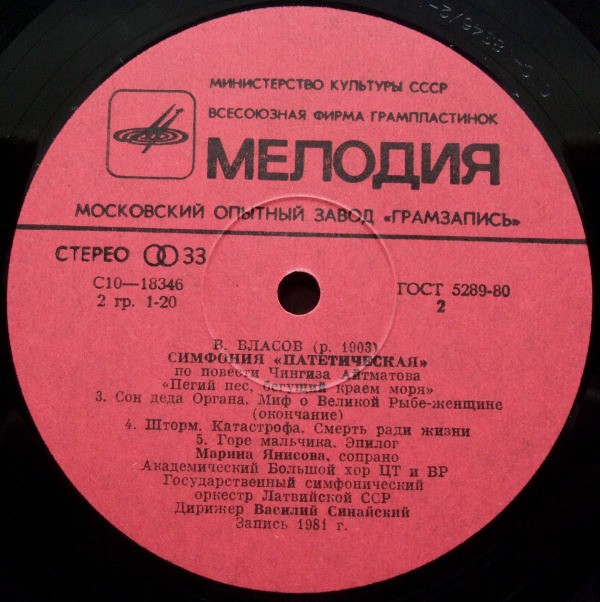 МИНИСТЕРСТВО КУЛЬТУРЫ СССР
ВСЕСОЮЗНАЯ ФИРМА ГРАМПЛАСТИНОК
МЕЛОДИЯ
МОСКОВСКИЙ ОПЫТНЫЙ ЗАВОД «ГРАМЗАПИСЬ»
СТЕРЕО 33
С10—18346
2 гр. 1-20
ГОСТ 5289-80
2
В. ВЛАСОВ (р. 1903)
СИМФОНИЯ «ПАТЕТИЧЕСКАЯ»
по повести Чингиза Айтматова
«Пегий пес, бегущий краем моря»
3. Сон деда Органа. Миф о Великой Рыбе-женщине
(окончание)
4. Шторм. Катастрофа. Смерть ради жизни
5. Горе мальчика. Эпилог
Марина Янисова, сопрано
Академический Большой хор ЦТ и ВР
Государственный симфонический
оркестр Латвийской ССР
Дирижер Василий Синайский
Запись 1981 г.